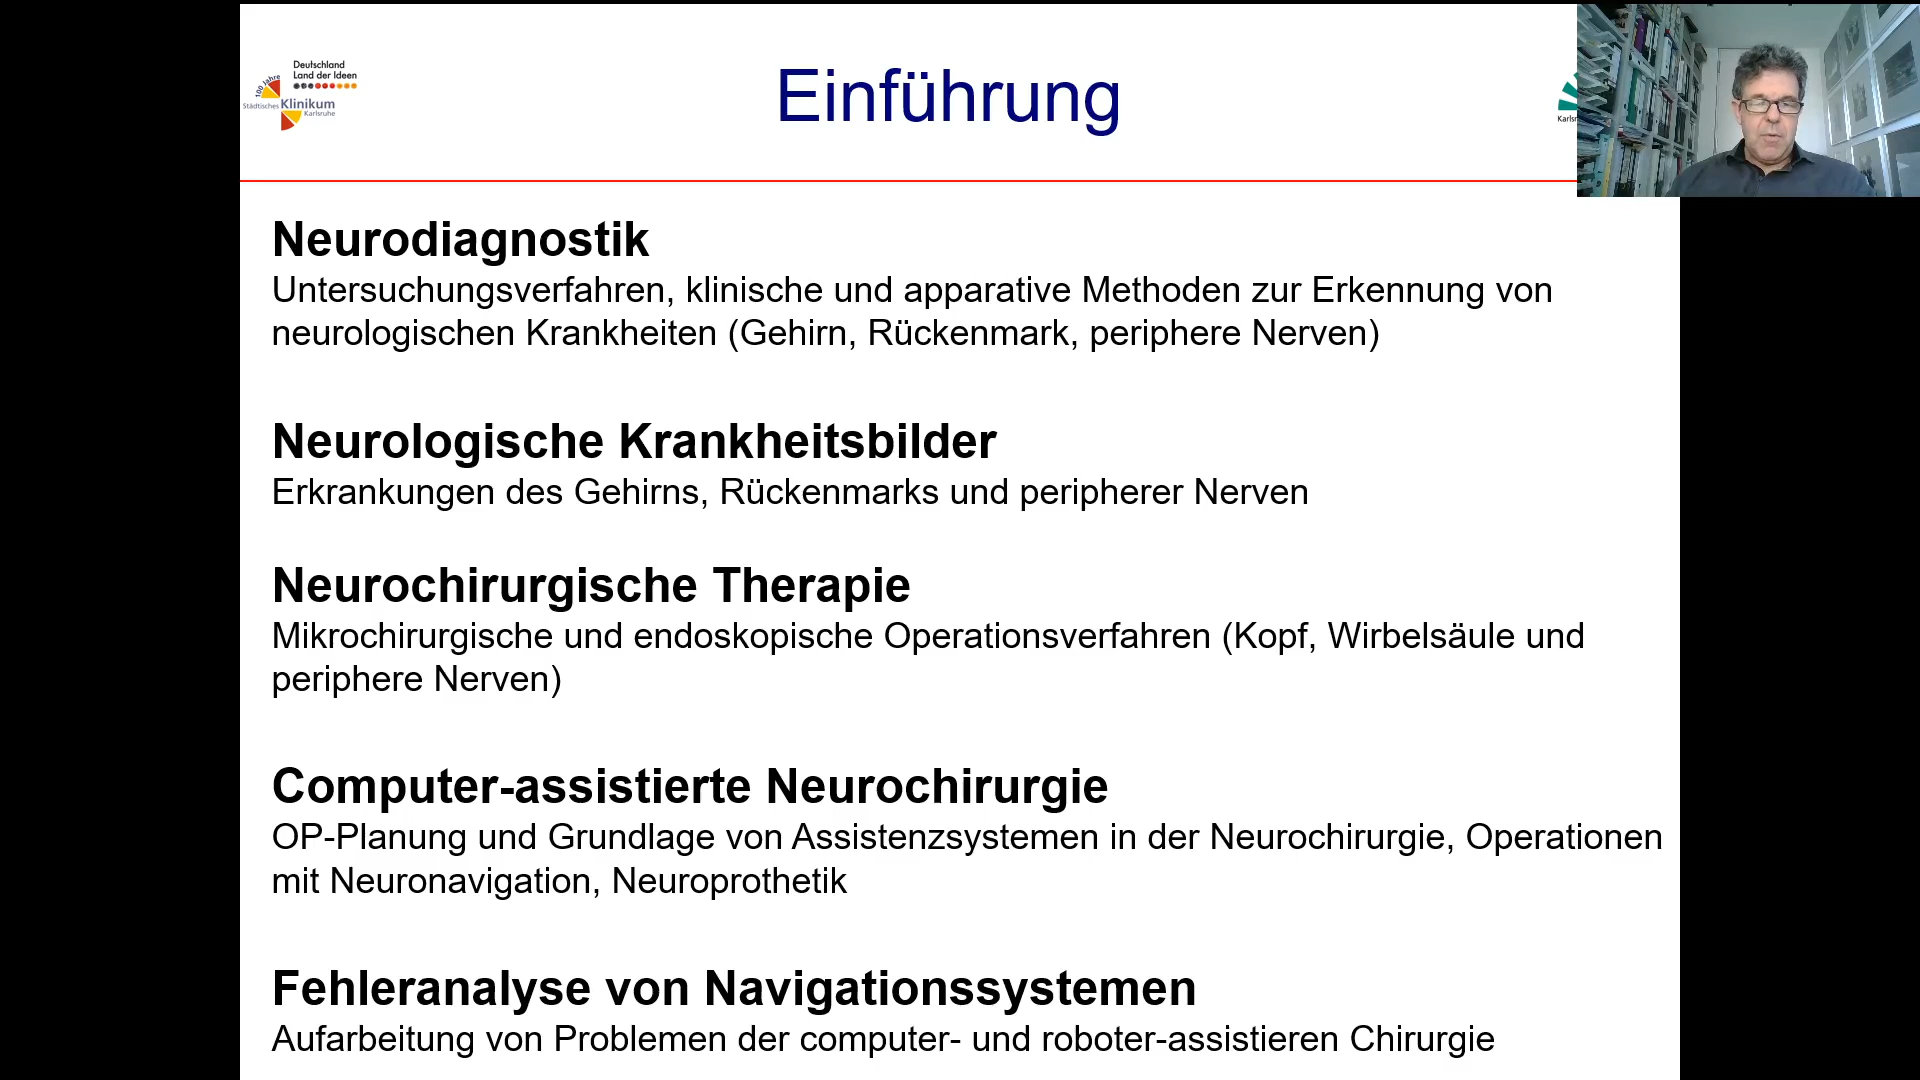 Deutschland
Land der Ideen
100 Jahre
Städtisches Klinikum
Karlsruhe
Einführung
Neurodiagnostik
Untersuchungsverfahren, klinische und apparative Methoden zur Erkennung von
neurologischen Krankheiten (Gehirn, Rückenmark, periphere Nerven)
Neurologische Krankheitsbilder
Erkrankungen des Gehirns, Rückenmarks und peripherer Nerven
Neurochirurgische Therapie
Mikrochirurgische und endoskopische Operationsverfahren (Kopf, Wirbelsäule und
periphere Nerven)
Computer-assistierte Neurochirurgie
OP-Planung und Grundlage von Assistenzsystemen in der Neurochirurgie, Operationen
mit Neuronavigation, Neuroprothetik
Fehleranalyse von Navigationssystemen
Aufarbeitung von Problemen der computer- und roboter-assistieren Chirurgie